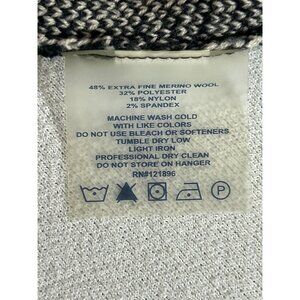 48% EXTRA FINE MERINO WOOL
32% POLYESTER
18% NYLON
2% SPANDEX
MACHINE WASH COLD
WITH LIKE COLORS
DO NOT USE BLEACH OR SOFTENERS
TUMBLE DRY LOW
LIGHT IRON
PROFESSIONAL DRY CLEAN
DO NOT STORE ON HANGER
RN#121896
P